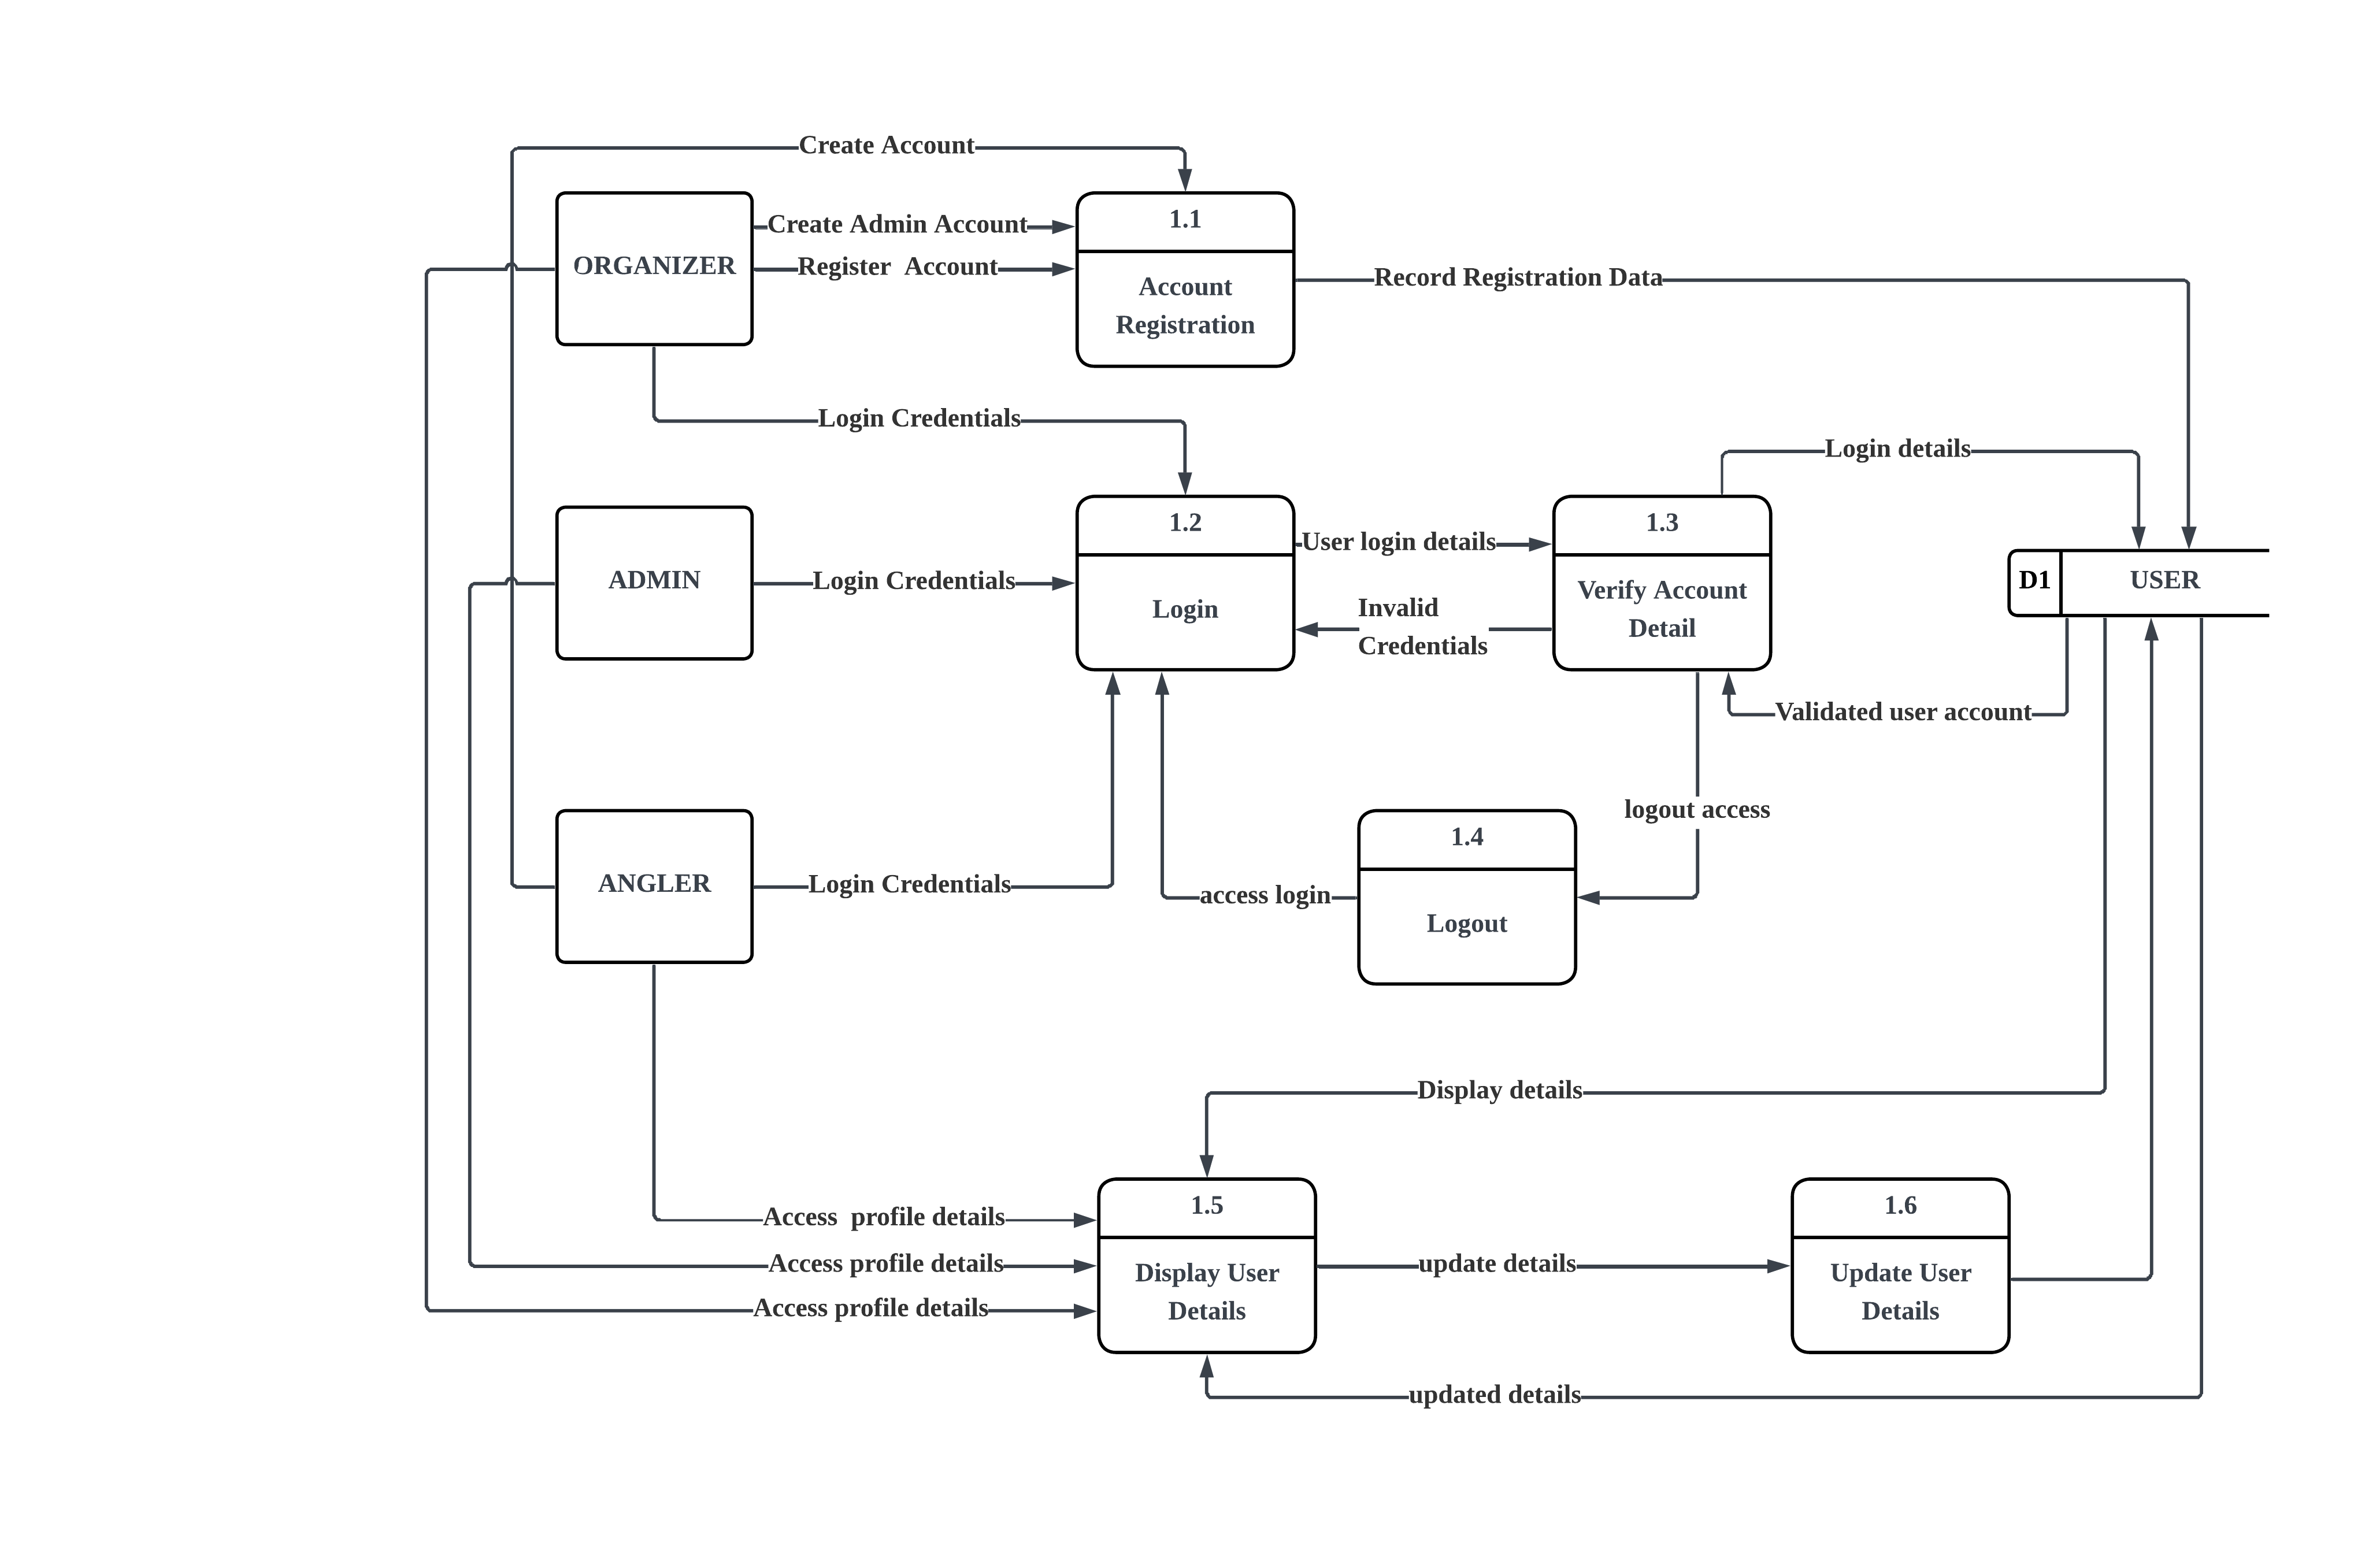 Create Account
ORGANIZER
Create Admin Account
Register  Account
1.1
Account
Registration
Record Registration Data
Login Credentials
Login details
ADMIN
Login Credentials
1.2
Login
User login details
Invalid
Credentials
1.3
Verify Account
Detail
D1
USER
Validated user account
logout access
ANGLER
Login Credentials
access login
1.4
Logout
Display details
Access  profile details
Access profile details
Access profile details
1.5
Display User
Details
update details
1.6
Update User
Details
updated details